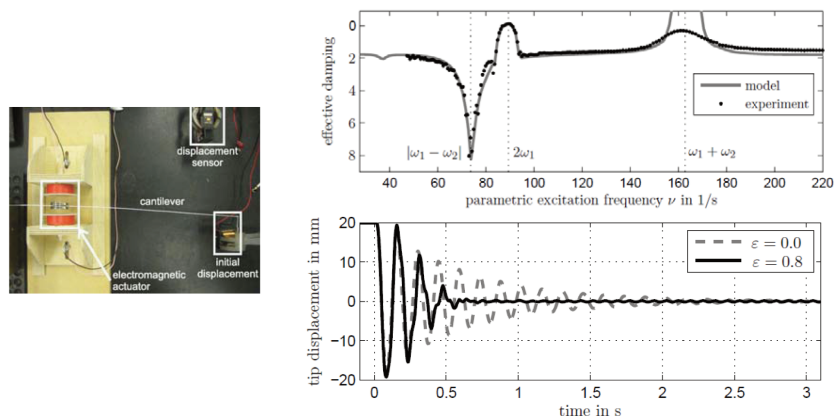 displacement
sensor
cantilever
electromagnetic
actuator
initial
displacement
effective damping
0
2
4
6
8
|ω₁ − ω₂|
2ω₁
ω₁ + ω₂
model
experiment
40 60 80 100 120 140 160 180 200 220
parametric excitation frequency ν in 1/s
tip displacement in mm
20
10
0
−10
−20
ε = 0.0
ε = 0.8
0 0.5 1 1.5 2 2.5 3
time in s